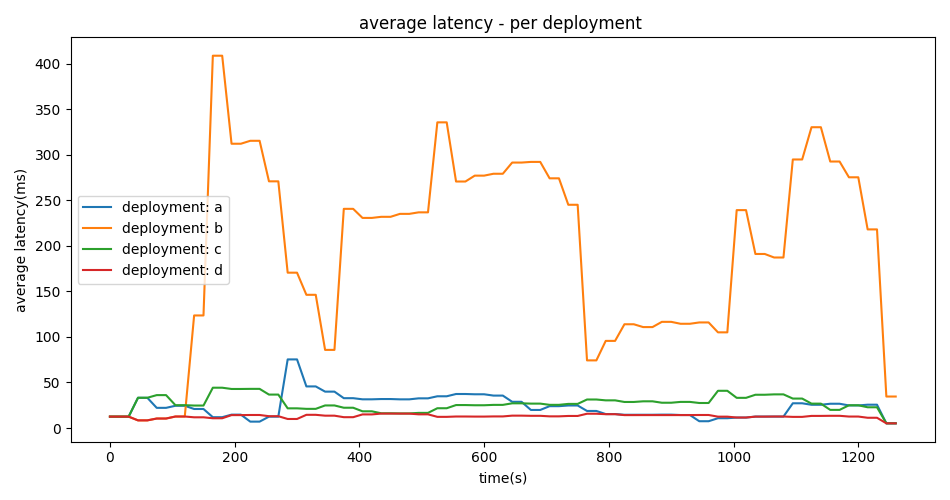 average latency - per deployment
average latency(ms)
400
350
300
250
200
150
100
50
0
deployment: a
deployment: b
deployment: c
deployment: d
0 200 400 600 800 1000 1200
time(s)